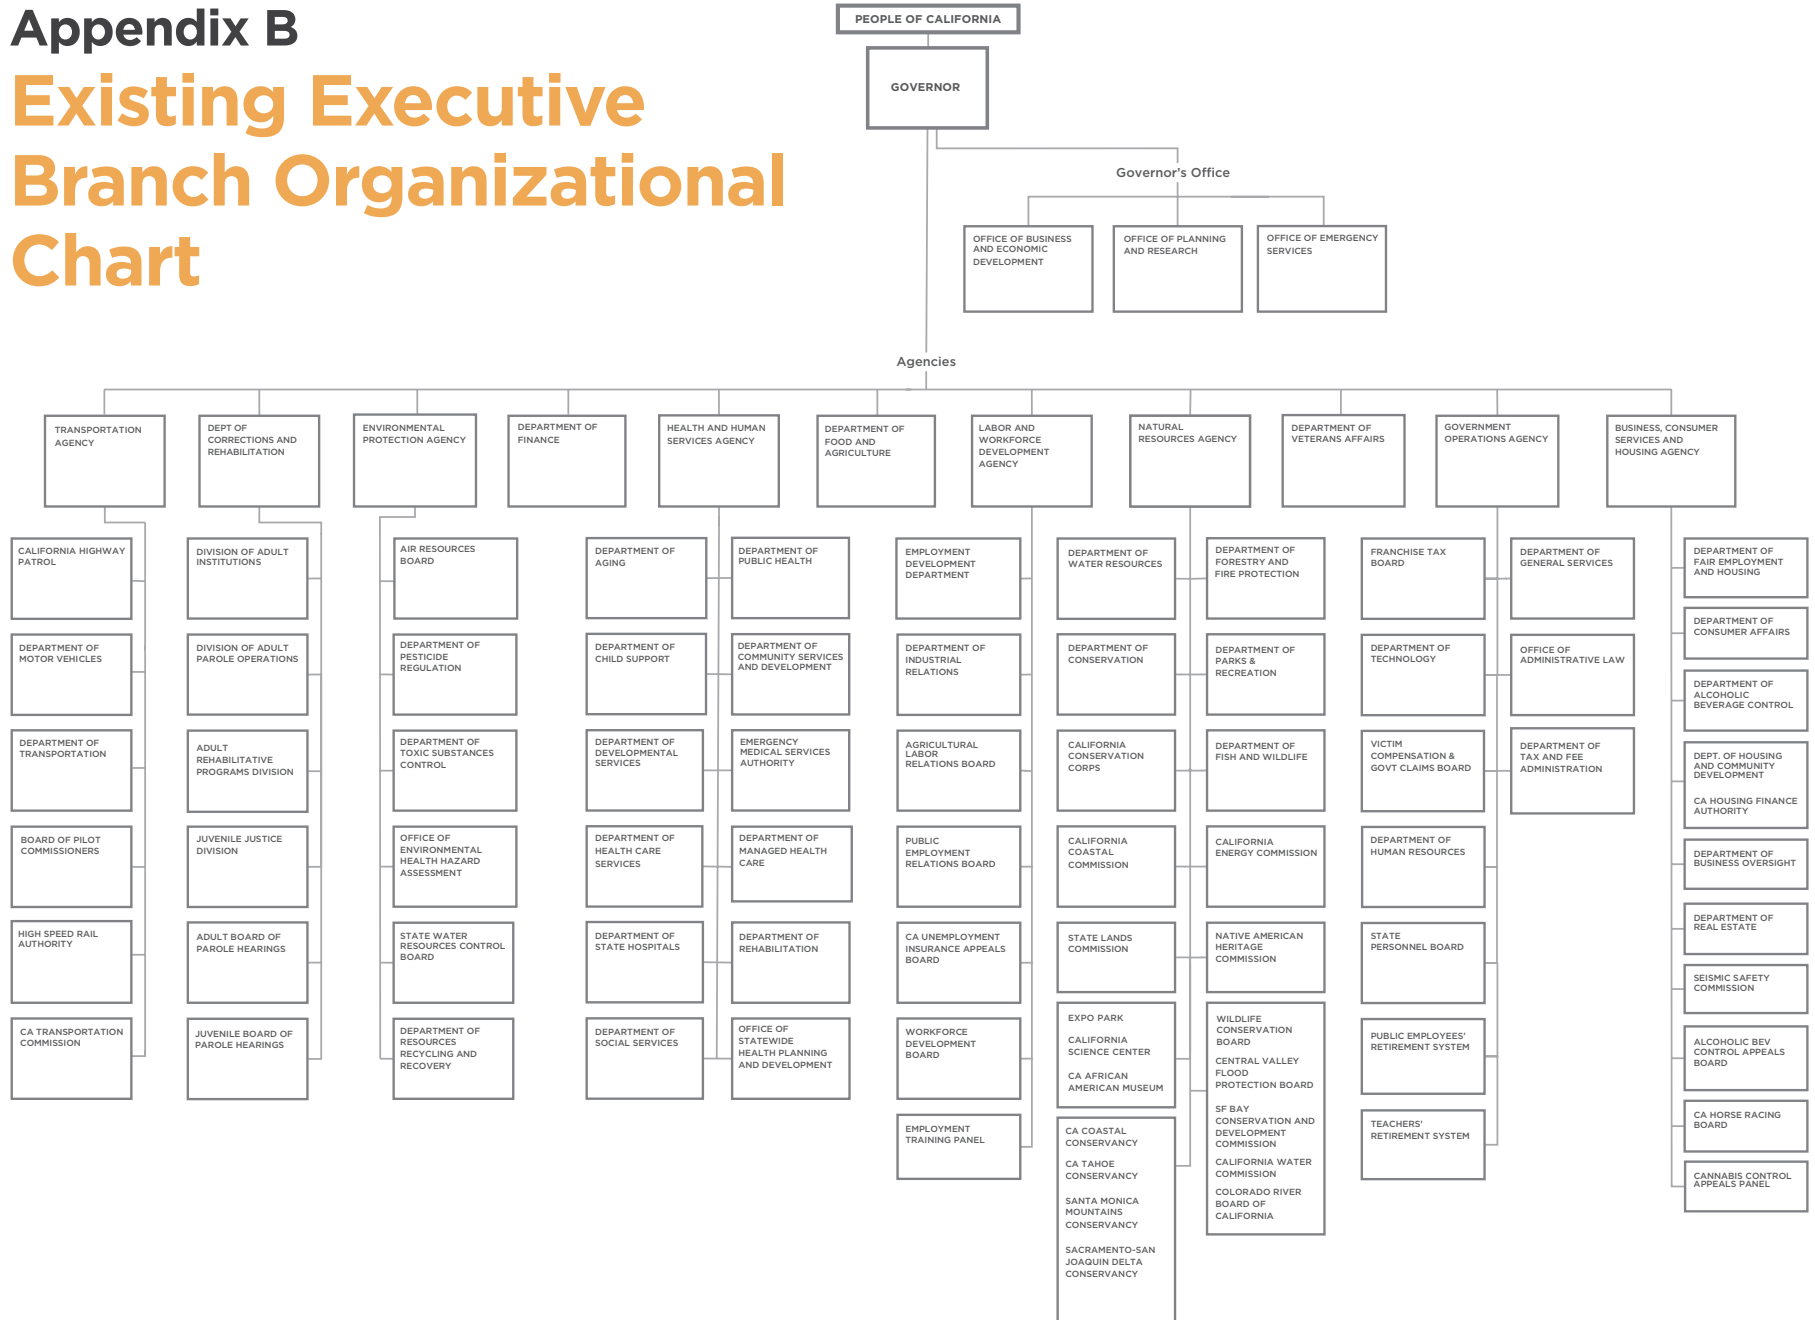 Appendix B
Existing Executive
Branch Organizational
Chart
PEOPLE OF CALIFORNIA
GOVERNOR
Governor's Office
OFFICE OF BUSINESS
AND ECONOMIC
DEVELOPMENT
OFFICE OF PLANNING
AND RESEARCH
OFFICE OF EMERGENCY
SERVICES
Agencies
TRANSPORTATION
AGENCY
DEPT OF
CORRECTIONS AND
REHABILITATION
ENVIRONMENTAL
PROTECTION AGENCY
DEPARTMENT OF
FINANCE
HEALTH AND HUMAN
SERVICES AGENCY
DEPARTMENT OF
FOOD AND
AGRICULTURE
LABOR AND
WORKFORCE
DEVELOPMENT
AGENCY
NATURAL
RESOURCES AGENCY
DEPARTMENT OF
VETERANS AFFAIRS
GOVERNMENT
OPERATIONS AGENCY
BUSINESS, CONSUMER
SERVICES AND
HOUSING AGENCY
CALIFORNIA HIGHWAY
PATROL
DEPARTMENT OF
MOTOR VEHICLES
DEPARTMENT OF
TRANSPORTATION
BOARD OF PILOT
COMMISSIONERS
HIGH SPEED RAIL
AUTHORITY
CA TRANSPORTATION
COMMISSION
DIVISION OF ADULT
INSTITUTIONS
DIVISION OF ADULT
PAROLE OPERATIONS
ADULT
REHABILITATIVE
PROGRAMS DIVISION
JUVENILE JUSTICE
DIVISION
ADULT BOARD OF
PAROLE HEARINGS
JUVENILE BOARD OF
PAROLE HEARINGS
AIR RESOURCES
BOARD
DEPARTMENT OF
PESTICIDE
REGULATION
DEPARTMENT OF
TOXIC SUBSTANCES
CONTROL
OFFICE OF
ENVIRONMENTAL
HEALTH HAZARD
ASSESSMENT
STATE WATER
RESOURCES CONTROL
BOARD
DEPARTMENT OF
RESOURCES
RECYCLING AND
RECOVERY
DEPARTMENT OF
AGING
DEPARTMENT OF
CHILD SUPPORT
DEPARTMENT OF
DEVELOPMENTAL
SERVICES
DEPARTMENT OF
HEALTH CARE
SERVICES
DEPARTMENT OF
STATE HOSPITALS
DEPARTMENT OF
SOCIAL SERVICES
DEPARTMENT OF
PUBLIC HEALTH
DEPARTMENT OF
COMMUNITY SERVICES
AND DEVELOPMENT
EMERGENCY
MEDICAL SERVICES
AUTHORITY
DEPARTMENT OF
MANAGED HEALTH
CARE
DEPARTMENT OF
REHABILITATION
OFFICE OF
STATEWIDE
HEALTH PLANNING
AND DEVELOPMENT
EMPLOYMENT
DEVELOPMENT
DEPARTMENT
DEPARTMENT OF
INDUSTRIAL
RELATIONS
AGRICULTURAL
LABOR
RELATIONS BOARD
PUBLIC
EMPLOYMENT
RELATIONS BOARD
CA UNEMPLOYMENT
INSURANCE APPEALS
BOARD
WORKFORCE
DEVELOPMENT
BOARD
EMPLOYMENT
TRAINING PANEL
DEPARTMENT OF
WATER RESOURCES
DEPARTMENT OF
CONSERVATION
CALIFORNIA
CONSERVATION
CORPS
CALIFORNIA
COASTAL
COMMISSION
STATE LANDS
COMMISSION
EXPO PARK
CALIFORNIA
SCIENCE CENTER
CA AFRICAN
AMERICAN MUSEUM
CA COASTAL
CONSERVANCY
CA TAHOE
CONSERVANCY
SANTA MONICA
MOUNTAINS
CONSERVANCY
SACRAMENTO-SAN
JOAQUIN DELTA
CONSERVANCY
DEPARTMENT OF
FORESTRY AND
FIRE PROTECTION
DEPARTMENT OF
PARKS &
RECREATION
DEPARTMENT OF
FISH AND WILDLIFE
CALIFORNIA
ENERGY COMMISSION
NATIVE AMERICAN
HERITAGE
COMMISSION
WILDLIFE
CONSERVATION
BOARD
CENTRAL VALLEY
FLOOD
PROTECTION BOARD
SF BAY
CONSERVATION AND
DEVELOPMENT
COMMISSION
CALIFORNIA WATER
COMMISSION
COLORADO RIVER
BOARD OF
CALIFORNIA
FRANCHISE TAX
BOARD
DEPARTMENT OF
TECHNOLOGY
VICTIM
COMPENSATION &
GOVT CLAIMS BOARD
DEPARTMENT OF
HUMAN RESOURCES
STATE
PERSONNEL BOARD
PUBLIC EMPLOYEES'
RETIREMENT SYSTEM
TEACHERS'
RETIREMENT SYSTEM
DEPARTMENT OF
GENERAL SERVICES
OFFICE OF
ADMINISTRATIVE LAW
DEPARTMENT OF
TAX AND FEE
ADMINISTRATION
DEPARTMENT OF
FAIR EMPLOYMENT
AND HOUSING
DEPARTMENT OF
CONSUMER AFFAIRS
DEPARTMENT OF
ALCOHOLIC
BEVERAGE CONTROL
DEPT. OF HOUSING
AND COMMUNITY
DEVELOPMENT
CA HOUSING FINANCE
AUTHORITY
DEPARTMENT OF
BUSINESS OVERSIGHT
DEPARTMENT OF
REAL ESTATE
SEISMIC SAFETY
COMMISSION
ALCOHOLIC BEV
CONTROL APPEALS
BOARD
CA HORSE RACING
BOARD
CANNABIS CONTROL
APPEALS PANEL